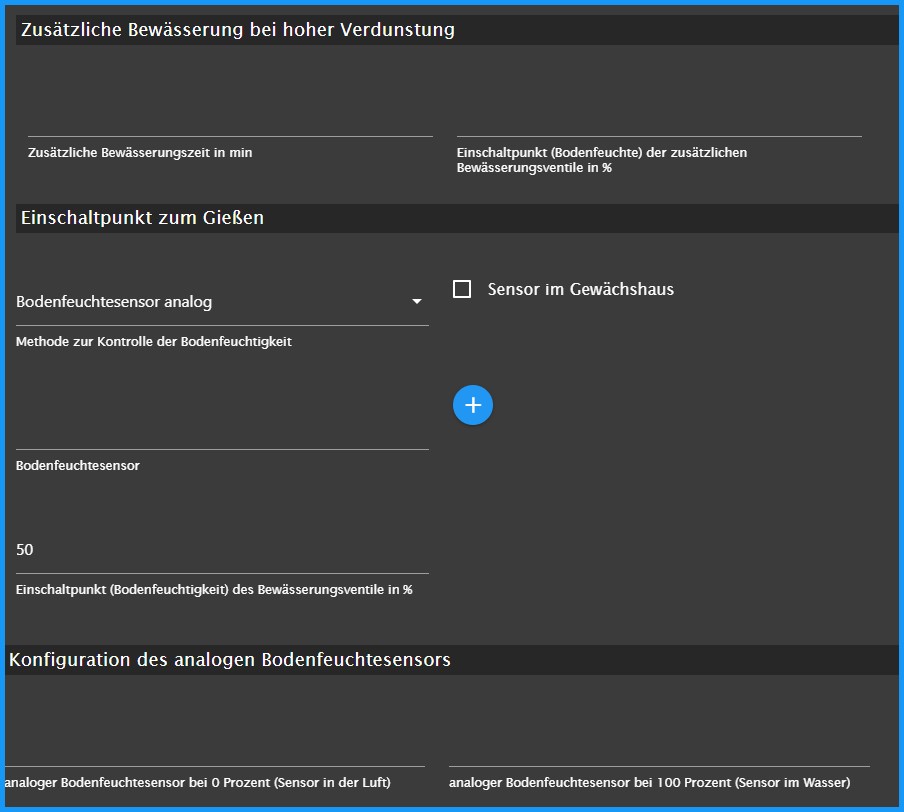 Zusätzliche Bewässerung bei hoher Verdunstung
Zusätzliche Bewässerungszeit in min
Einschaltpunkt (Bodenfeuchte) der zusätzlichen
Bewässerungsventile in %
Einschaltpunkt zum Gießen
Bodenfeuchtesensor analog
Sensor im Gewächshaus
Methode zur Kontrolle der Bodenfeuchtigkeit
Bodenfeuchtesensor
50
Einschaltpunkt (Bodenfeuchtigkeit) des Bewässerungsventile in %
Konfiguration des analogen Bodenfeuchtesensors
analoger Bodenfeuchtesensor bei 0 Prozent (Sensor in der Luft)
analoger Bodenfeuchtesensor bei 100 Prozent (Sensor im Wasser)